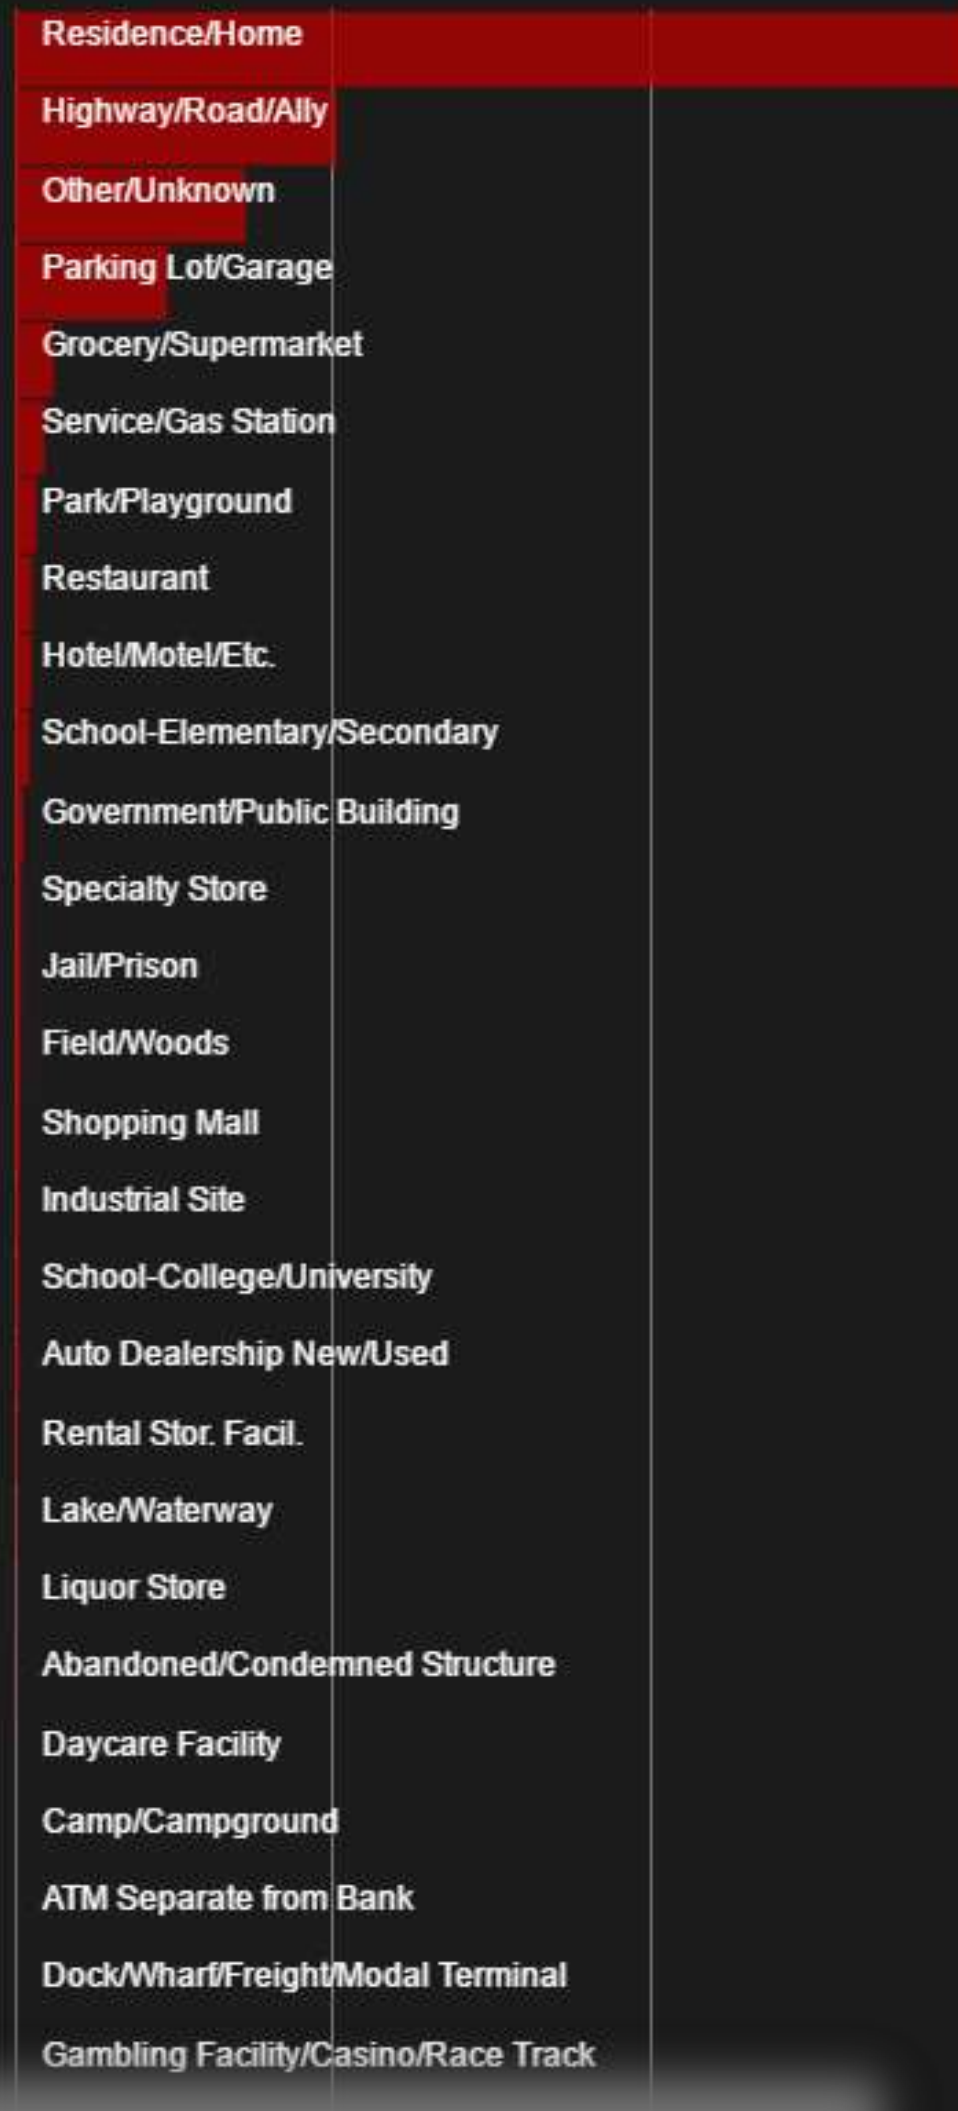 Residence/Home
Highway/Road/Ally
Other/Unknown
Parking Lot/Garage
Grocery/Supermarket
Service/Gas Station
Park/Playground
Restaurant
Hotel/Motel/Etc.
School-Elementary/Secondary
Government/Public Building
Specialty Store
Jail/Prison
Field/Woods
Shopping Mall
Industrial Site
School-College/University
Auto Dealership New/Used
Rental Stor. Facil.
Lake/Waterway
Liquor Store
Abandoned/Condemned Structure
Daycare Facility
Camp/Campground
ATM Separate from Bank
Dock/Wharf/Freight/Modal Terminal
Gambling Facility/Casino/Race Track